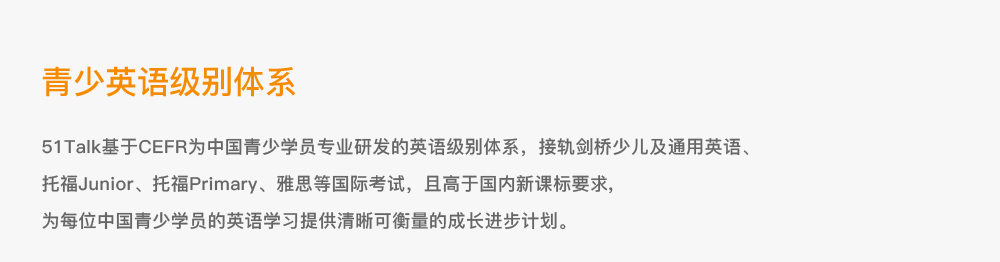 青少英语级别体系
51Talk基于CEFR为中国青少学员专业研发的英语级别体系，接轨剑桥少儿及通用英语、
托福Junior、托福Primary、雅思等国际考试，且高于国内新课标要求，
为每位中国青少学员的英语学习提供清晰可衡量的成长进步计划。